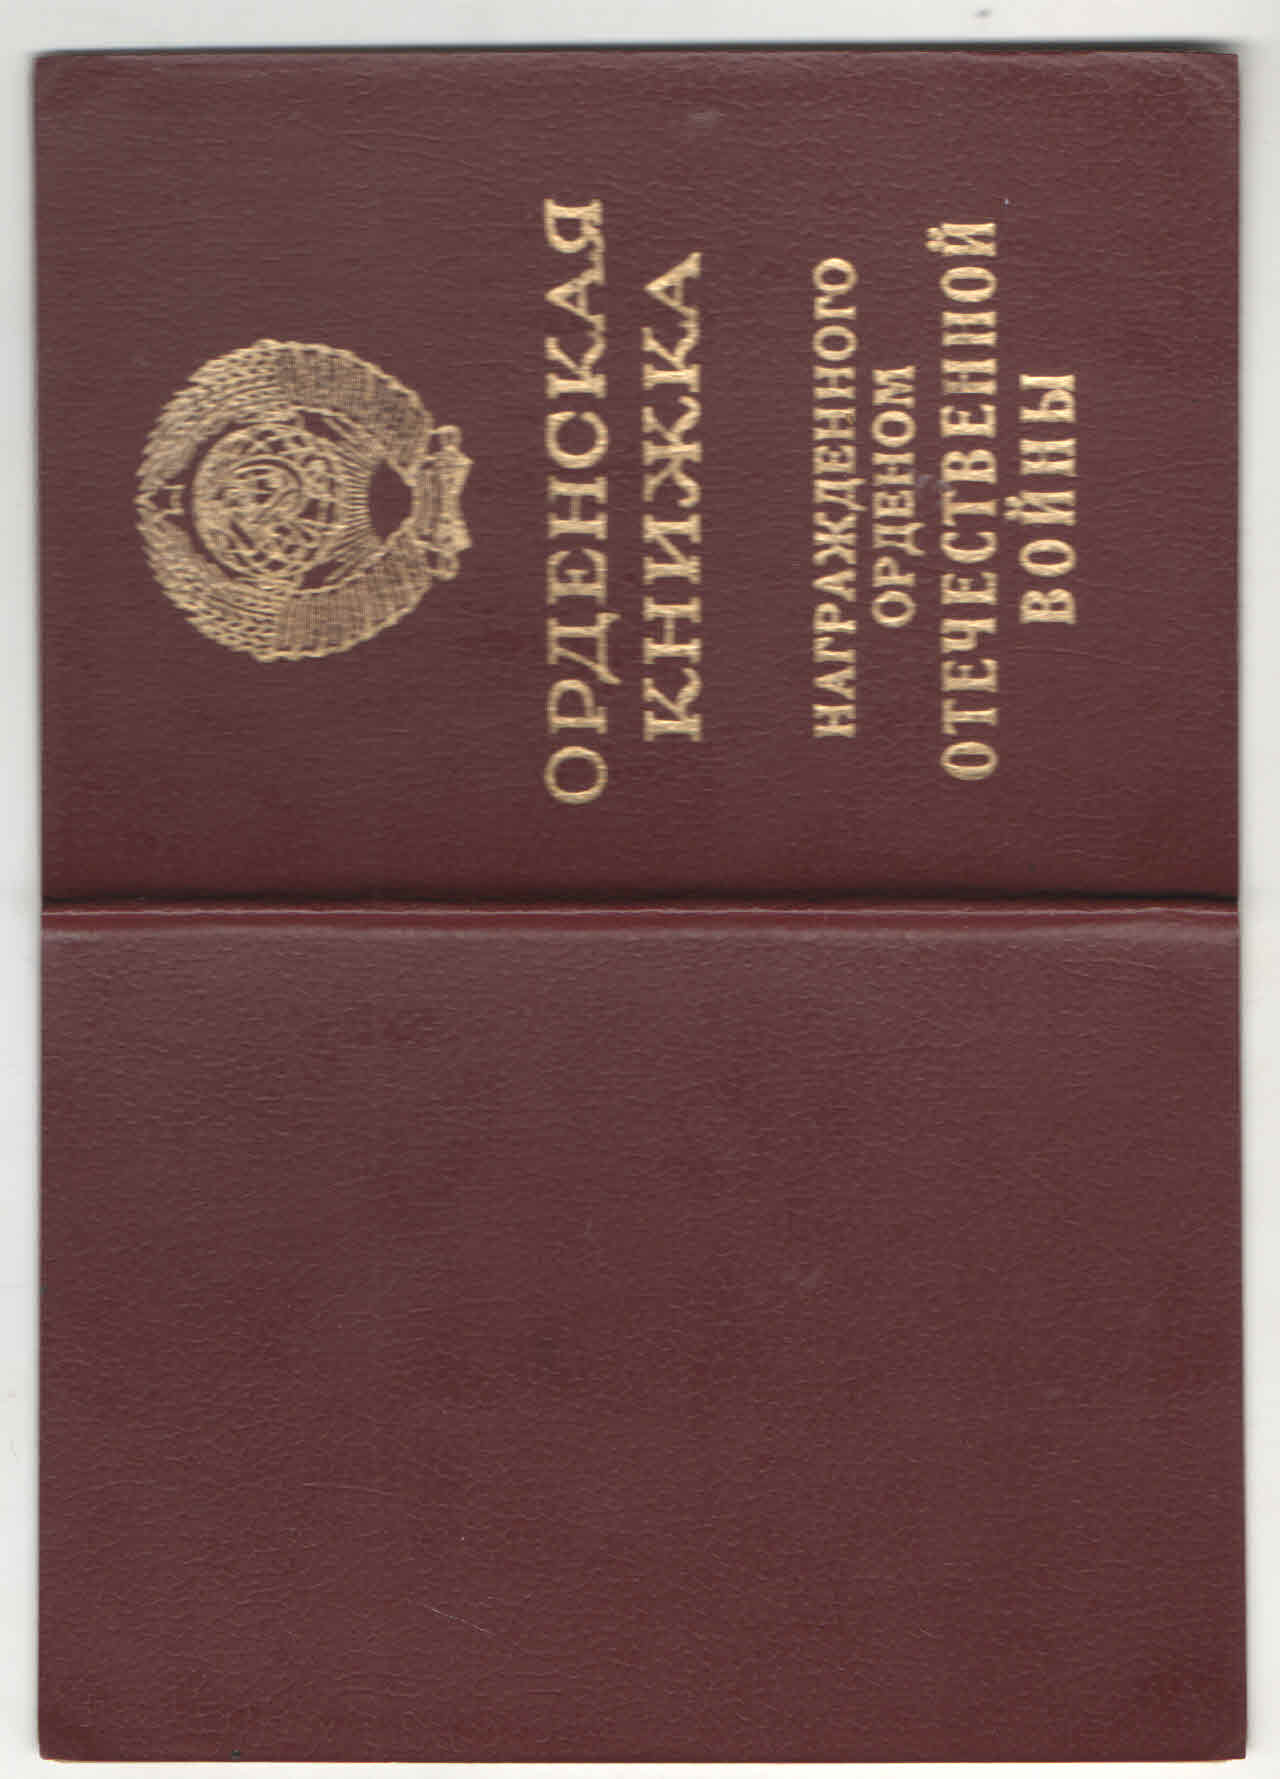 ОРДЕНСКАЯ
КНИЖКА
НАГРАЖДЕННОГО
ОРДЕНОМ
ОТЕЧЕСТВЕННОЙ
ВОЙНЫ